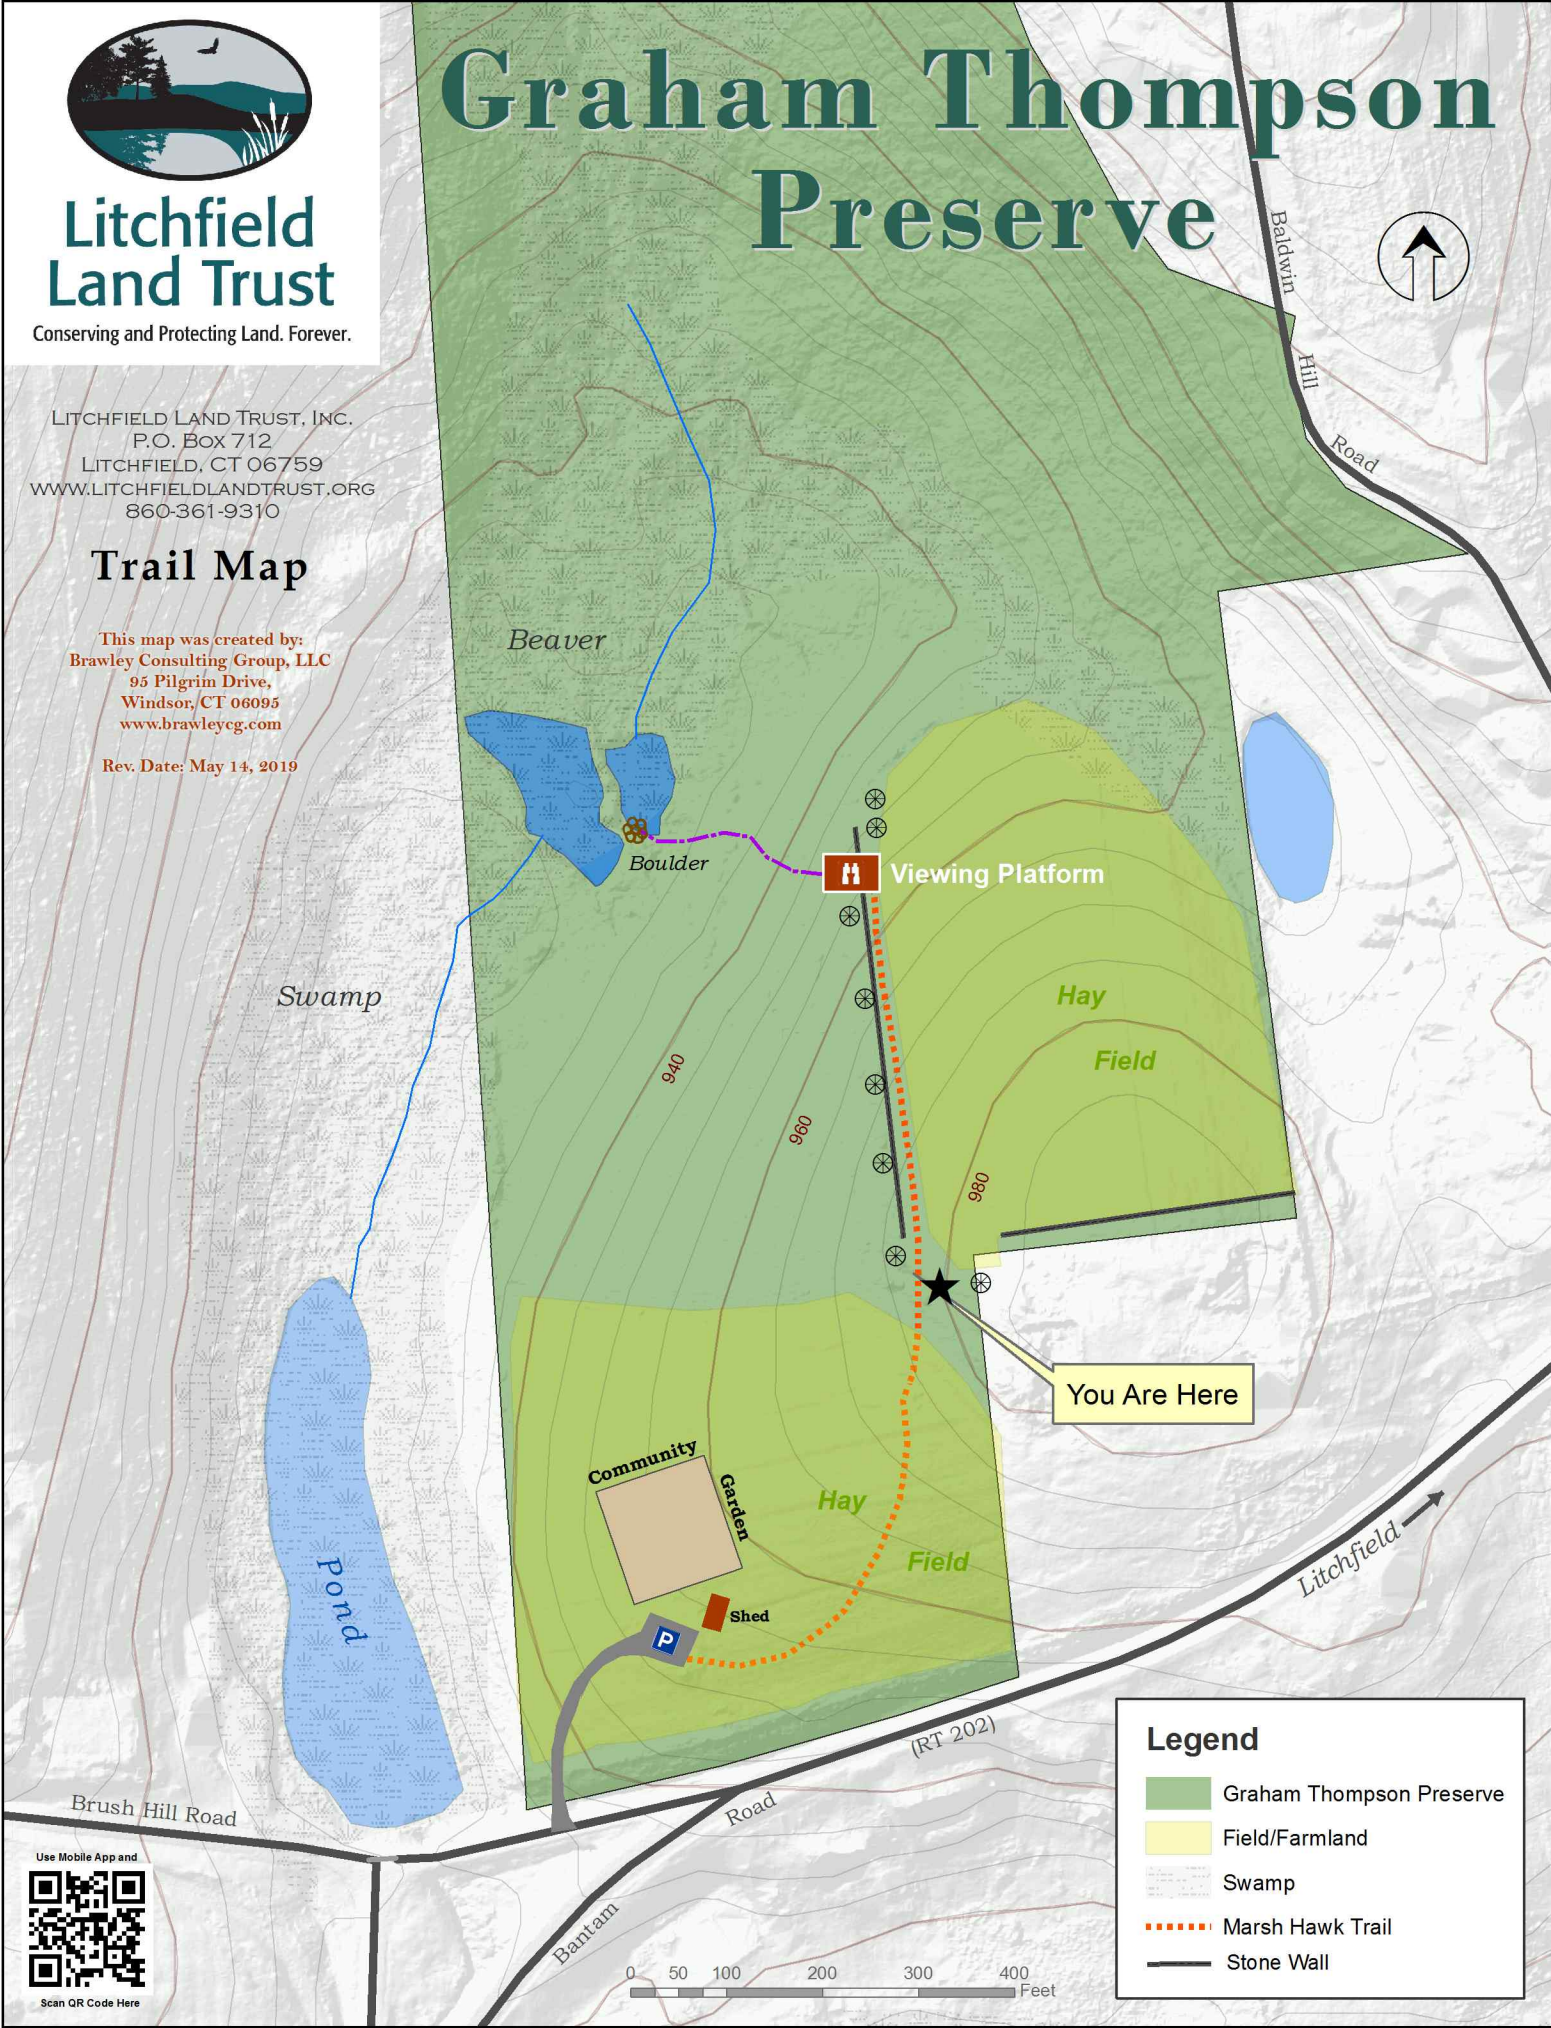 Graham Thompson
Preserve
Litchfield
Land Trust
Conserving and Protecting Land. Forever.
LITCHFIELD LAND TRUST, INC.
P.O. BOX 712
LITCHFIELD, CT 06759
WWW.LITCHFIELDLANDTRUST.ORG
860-361-9310
Trail Map
This map was created by:
Brawley Consulting Group, LLC
95 Pilgrim Drive,
Windsor, CT 06095
www.brawleycg.com
Rev. Date: May 14, 2019
Baldwin
Hill
Road
Beaver
Boulder
Viewing Platform
Swamp
Hay
Field
940
960
980
You Are Here
Community
Garden
Hay
Field
Shed
P
Pond
Litchfield
(RT 202)
Brush Hill Road
Road
Bantam
Use Mobile App and
Scan QR Code Here
0 50 100 200 300 400
Feet
Legend
Graham Thompson Preserve
Field/Farmland
Swamp
Marsh Hawk Trail
Stone Wall